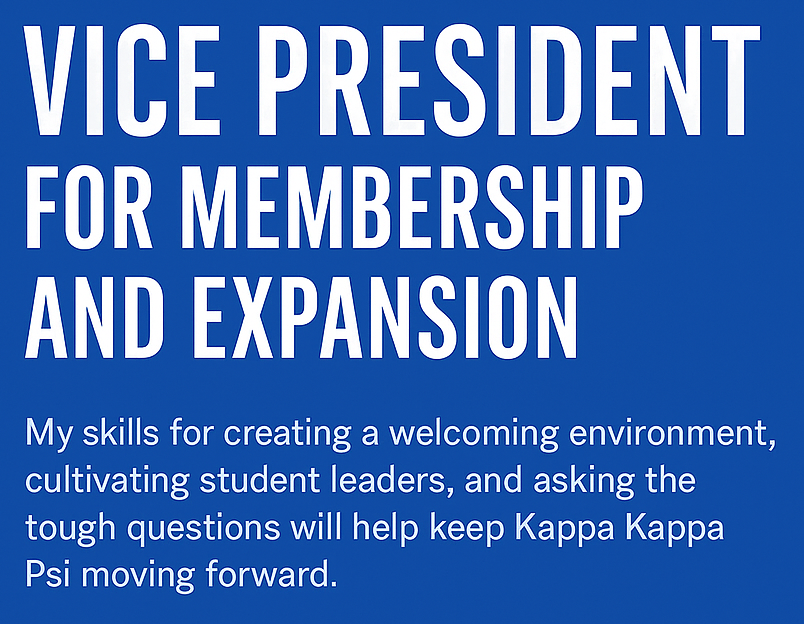 VICE PRESIDENT
FOR MEMBERSHIP
AND EXPANSION
My skills for creating a welcoming environment,
cultivating student leaders, and asking the
tough questions will help keep Kappa Kappa
Psi moving forward.